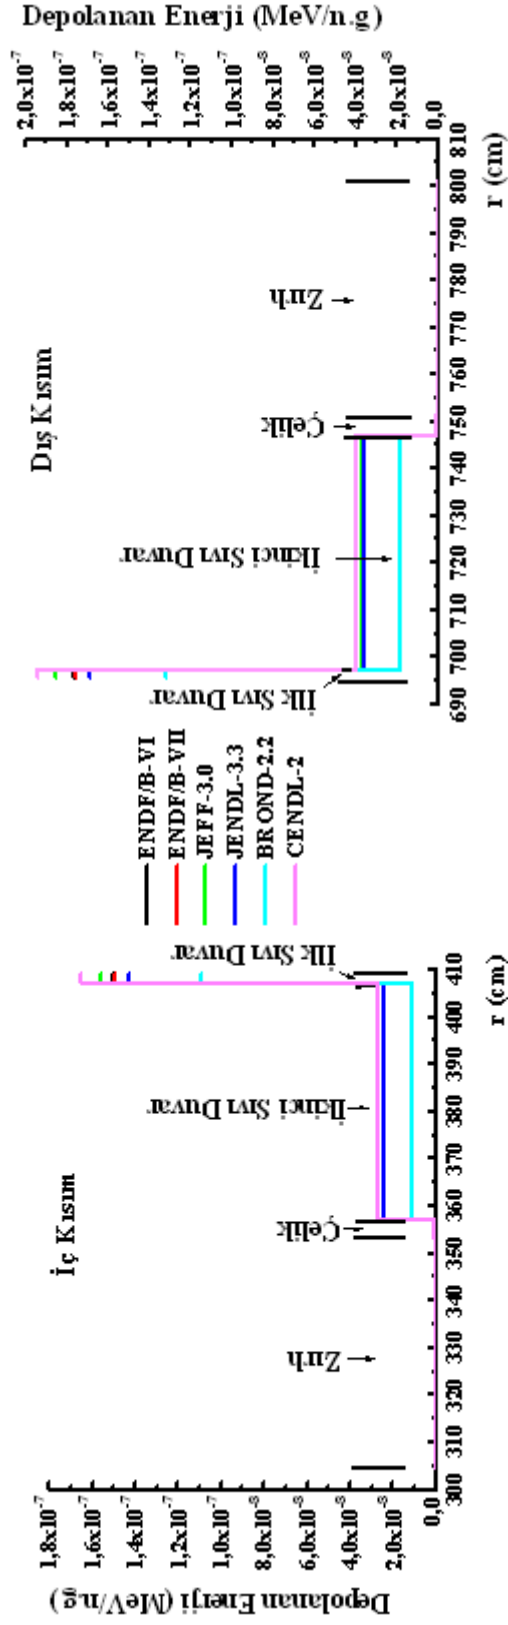 İç Kısım
Dış Kısım
Depolanan Enerji (MeV/n.g)
1,8x10⁻⁷
1,6x10⁻⁷
1,4x10⁻⁷
1,2x10⁻⁷
1,0x10⁻⁷
8,0x10⁻⁸
6,0x10⁻⁸
4,0x10⁻⁸
2,0x10⁻⁸
0,0
300
310
320
330
340
350
360
370
380
390
400
410
r (cm)
Zırh
Çelik
İkinci Sıvı Duvar
İlk Sıvı Duvar
ENDF/B-VI
ENDF/B-VII
JEFF-3.0
JENDL-3.3
BROND-2.2
CENDL-2
İlk Sıvı Duvar
İkinci Sıvı Duvar
Çelik
Zırh
690
700
710
720
730
740
750
760
770
780
790
800
810
r (cm)
Depolanan Enerji (MeV/n.g)
2,0x10⁻⁷
1,8x10⁻⁷
1,6x10⁻⁷
1,4x10⁻⁷
1,2x10⁻⁷
1,0x10⁻⁷
8,0x10⁻⁸
6,0x10⁻⁸
4,0x10⁻⁸
2,0x10⁻⁸
0,0